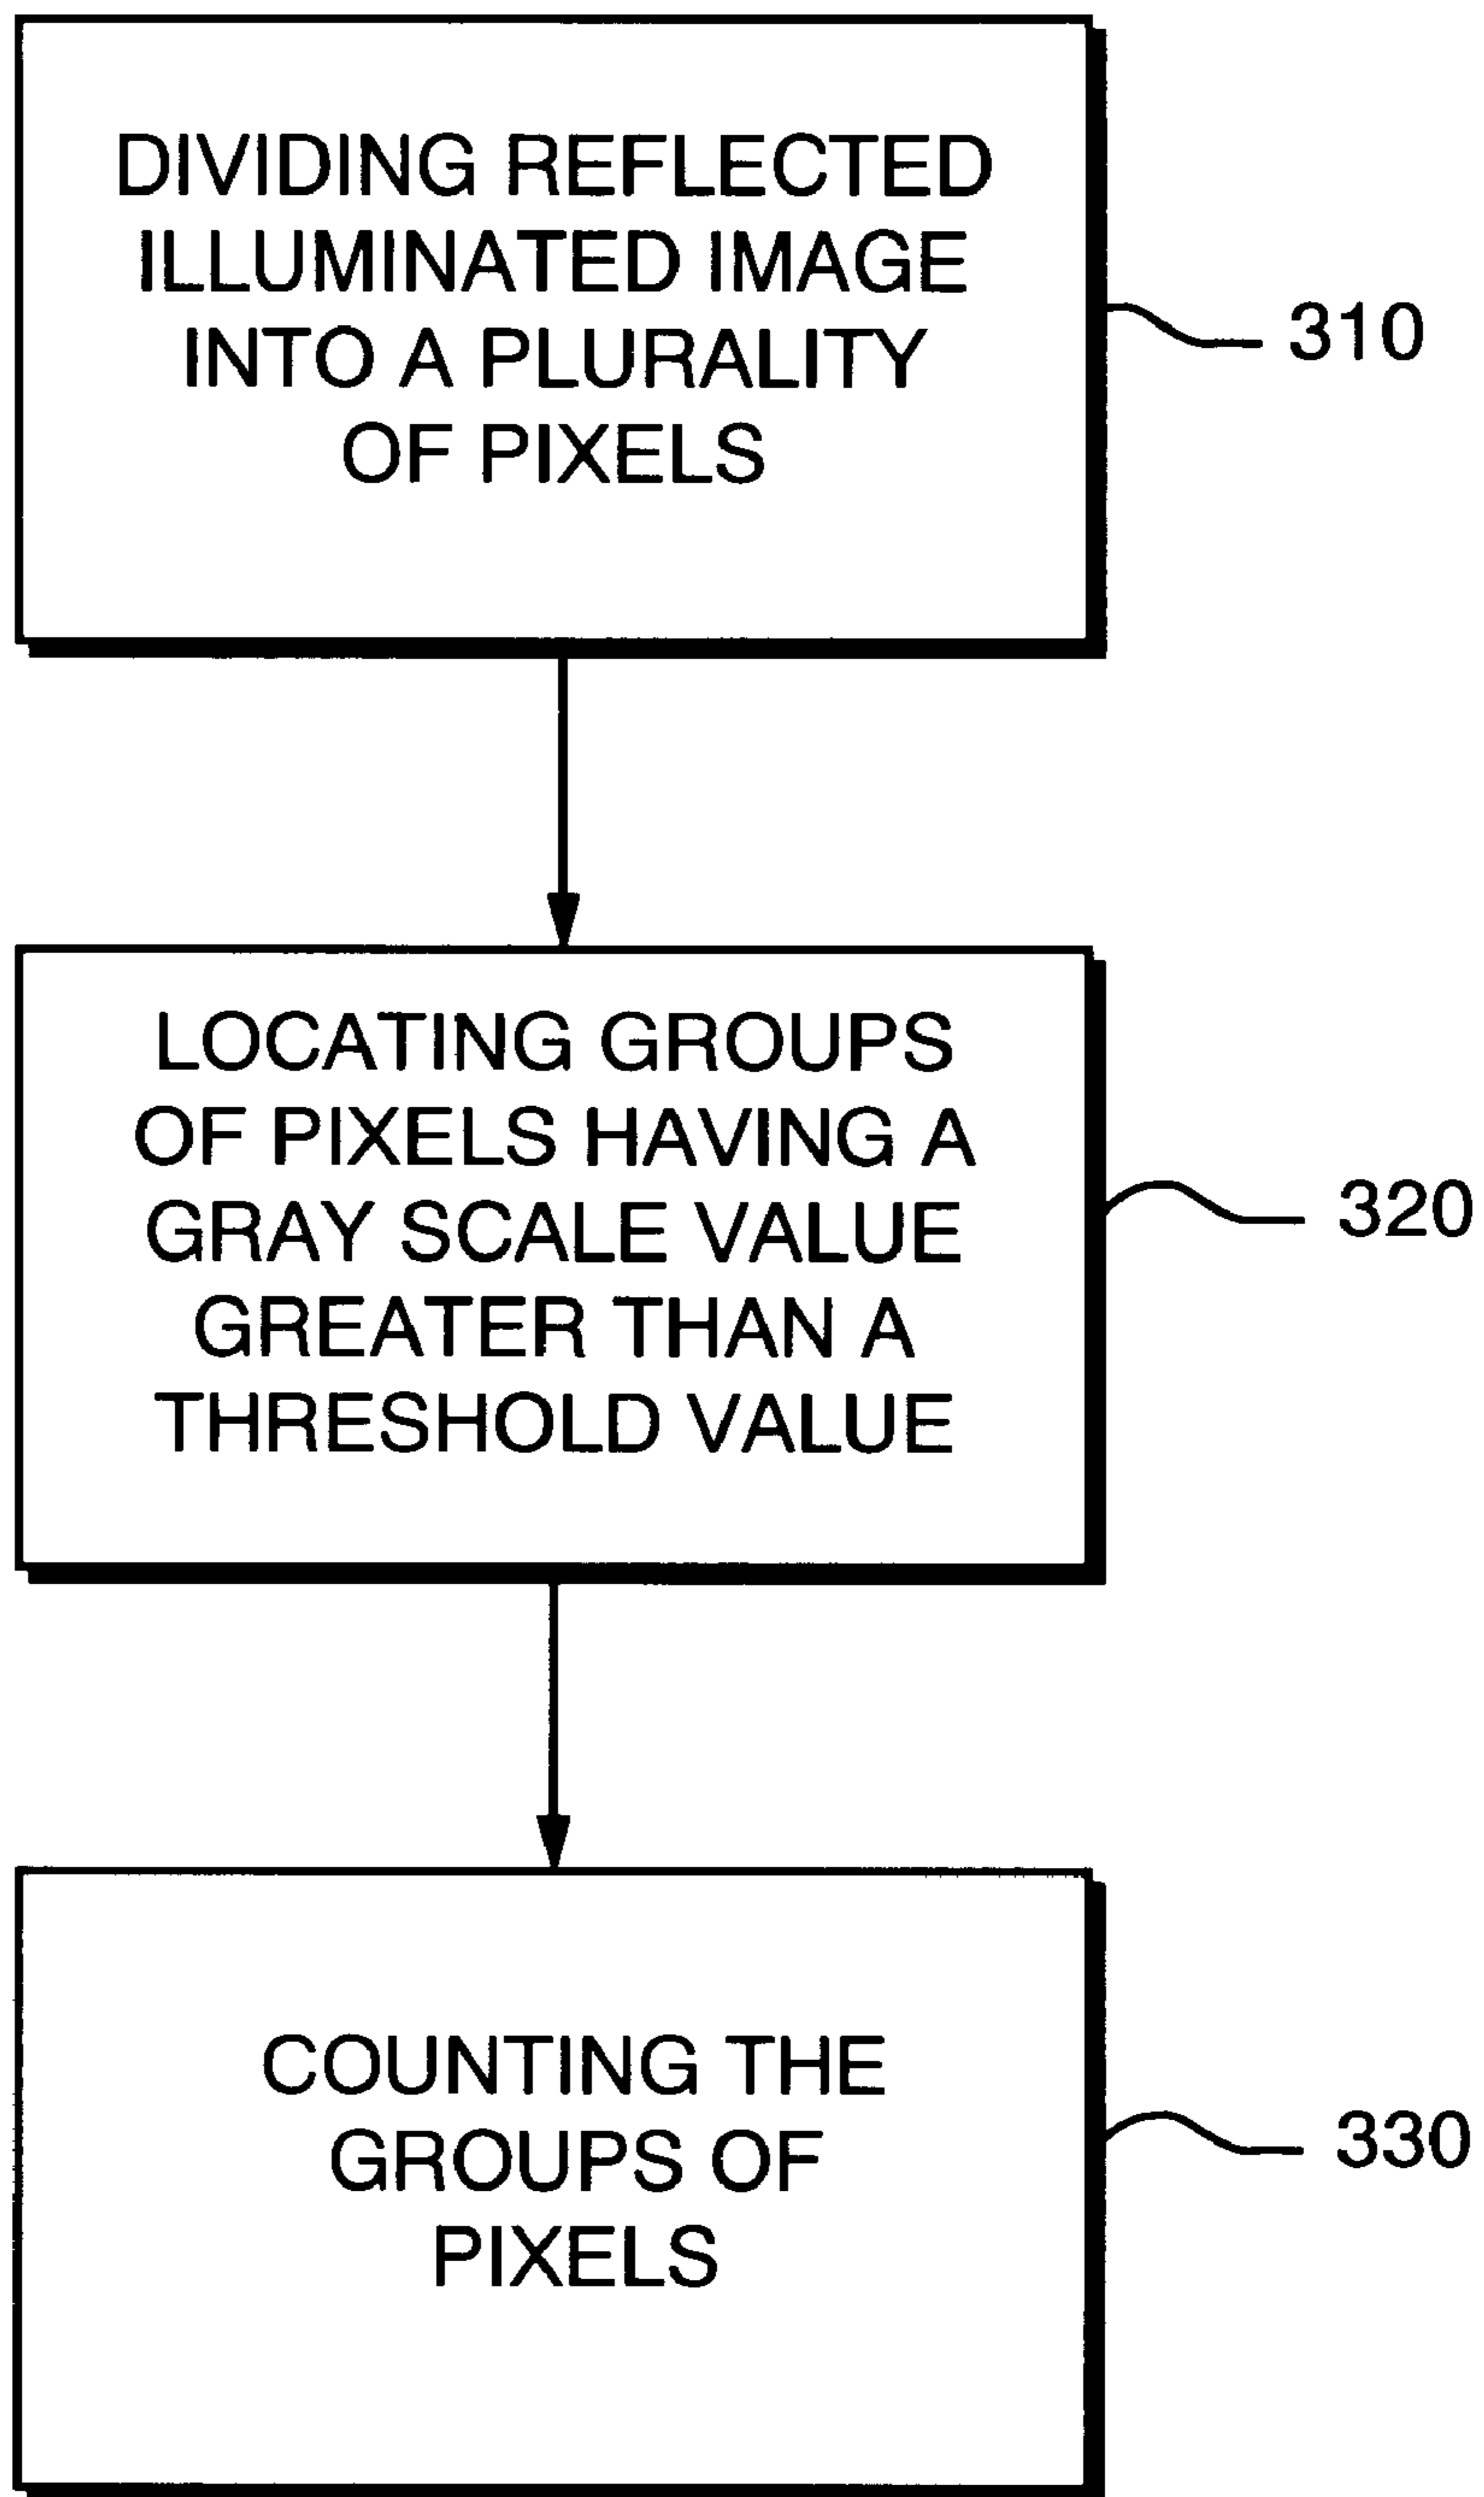 DIVIDING REFLECTED
ILLUMINATED IMAGE
INTO A PLURALITY
OF PIXELS
310
LOCATING GROUPS
OF PIXELS HAVING A
GRAY SCALE VALUE
GREATER THAN A
THRESHOLD VALUE
320
COUNTING THE
GROUPS OF
PIXELS
330